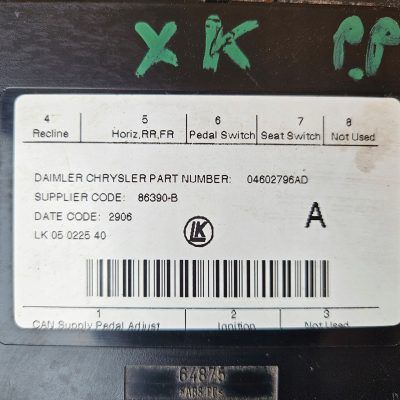 XK P.P
4 5 6 7 8
Recline Horiz,RR,FR Pedal Switch Seat Switch Not Used
DAIMLER CHRYSLER PART NUMBER: 04602796AD
SUPPLIER CODE: 86390-B
DATE CODE: 2906
A
LK 05 0225 40
LK
1 2 3
CAN Supply Pedal Adjust Ignition Not Used
64875